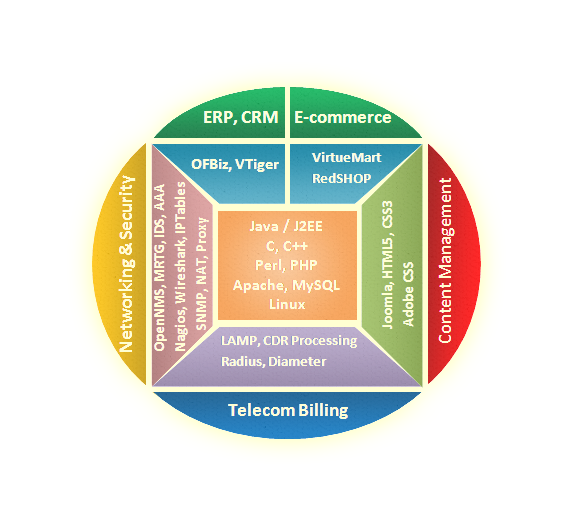 ERP, CRM
E-commerce
OFBiz, VTiger
VirtueMart
RedSHOP
Networking & Security
OpenNMS, MRTG, IDS, AAA
Nagios, Wireshark, IPTables
SNMP, NAT, Proxy
Java / J2EE
C, C++
Perl, PHP
Apache, MySQL
Linux
Joomla, HTML5, CSS3
Adobe CSS
Content Management
LAMP, CDR Processing
Radius, Diameter
Telecom Billing